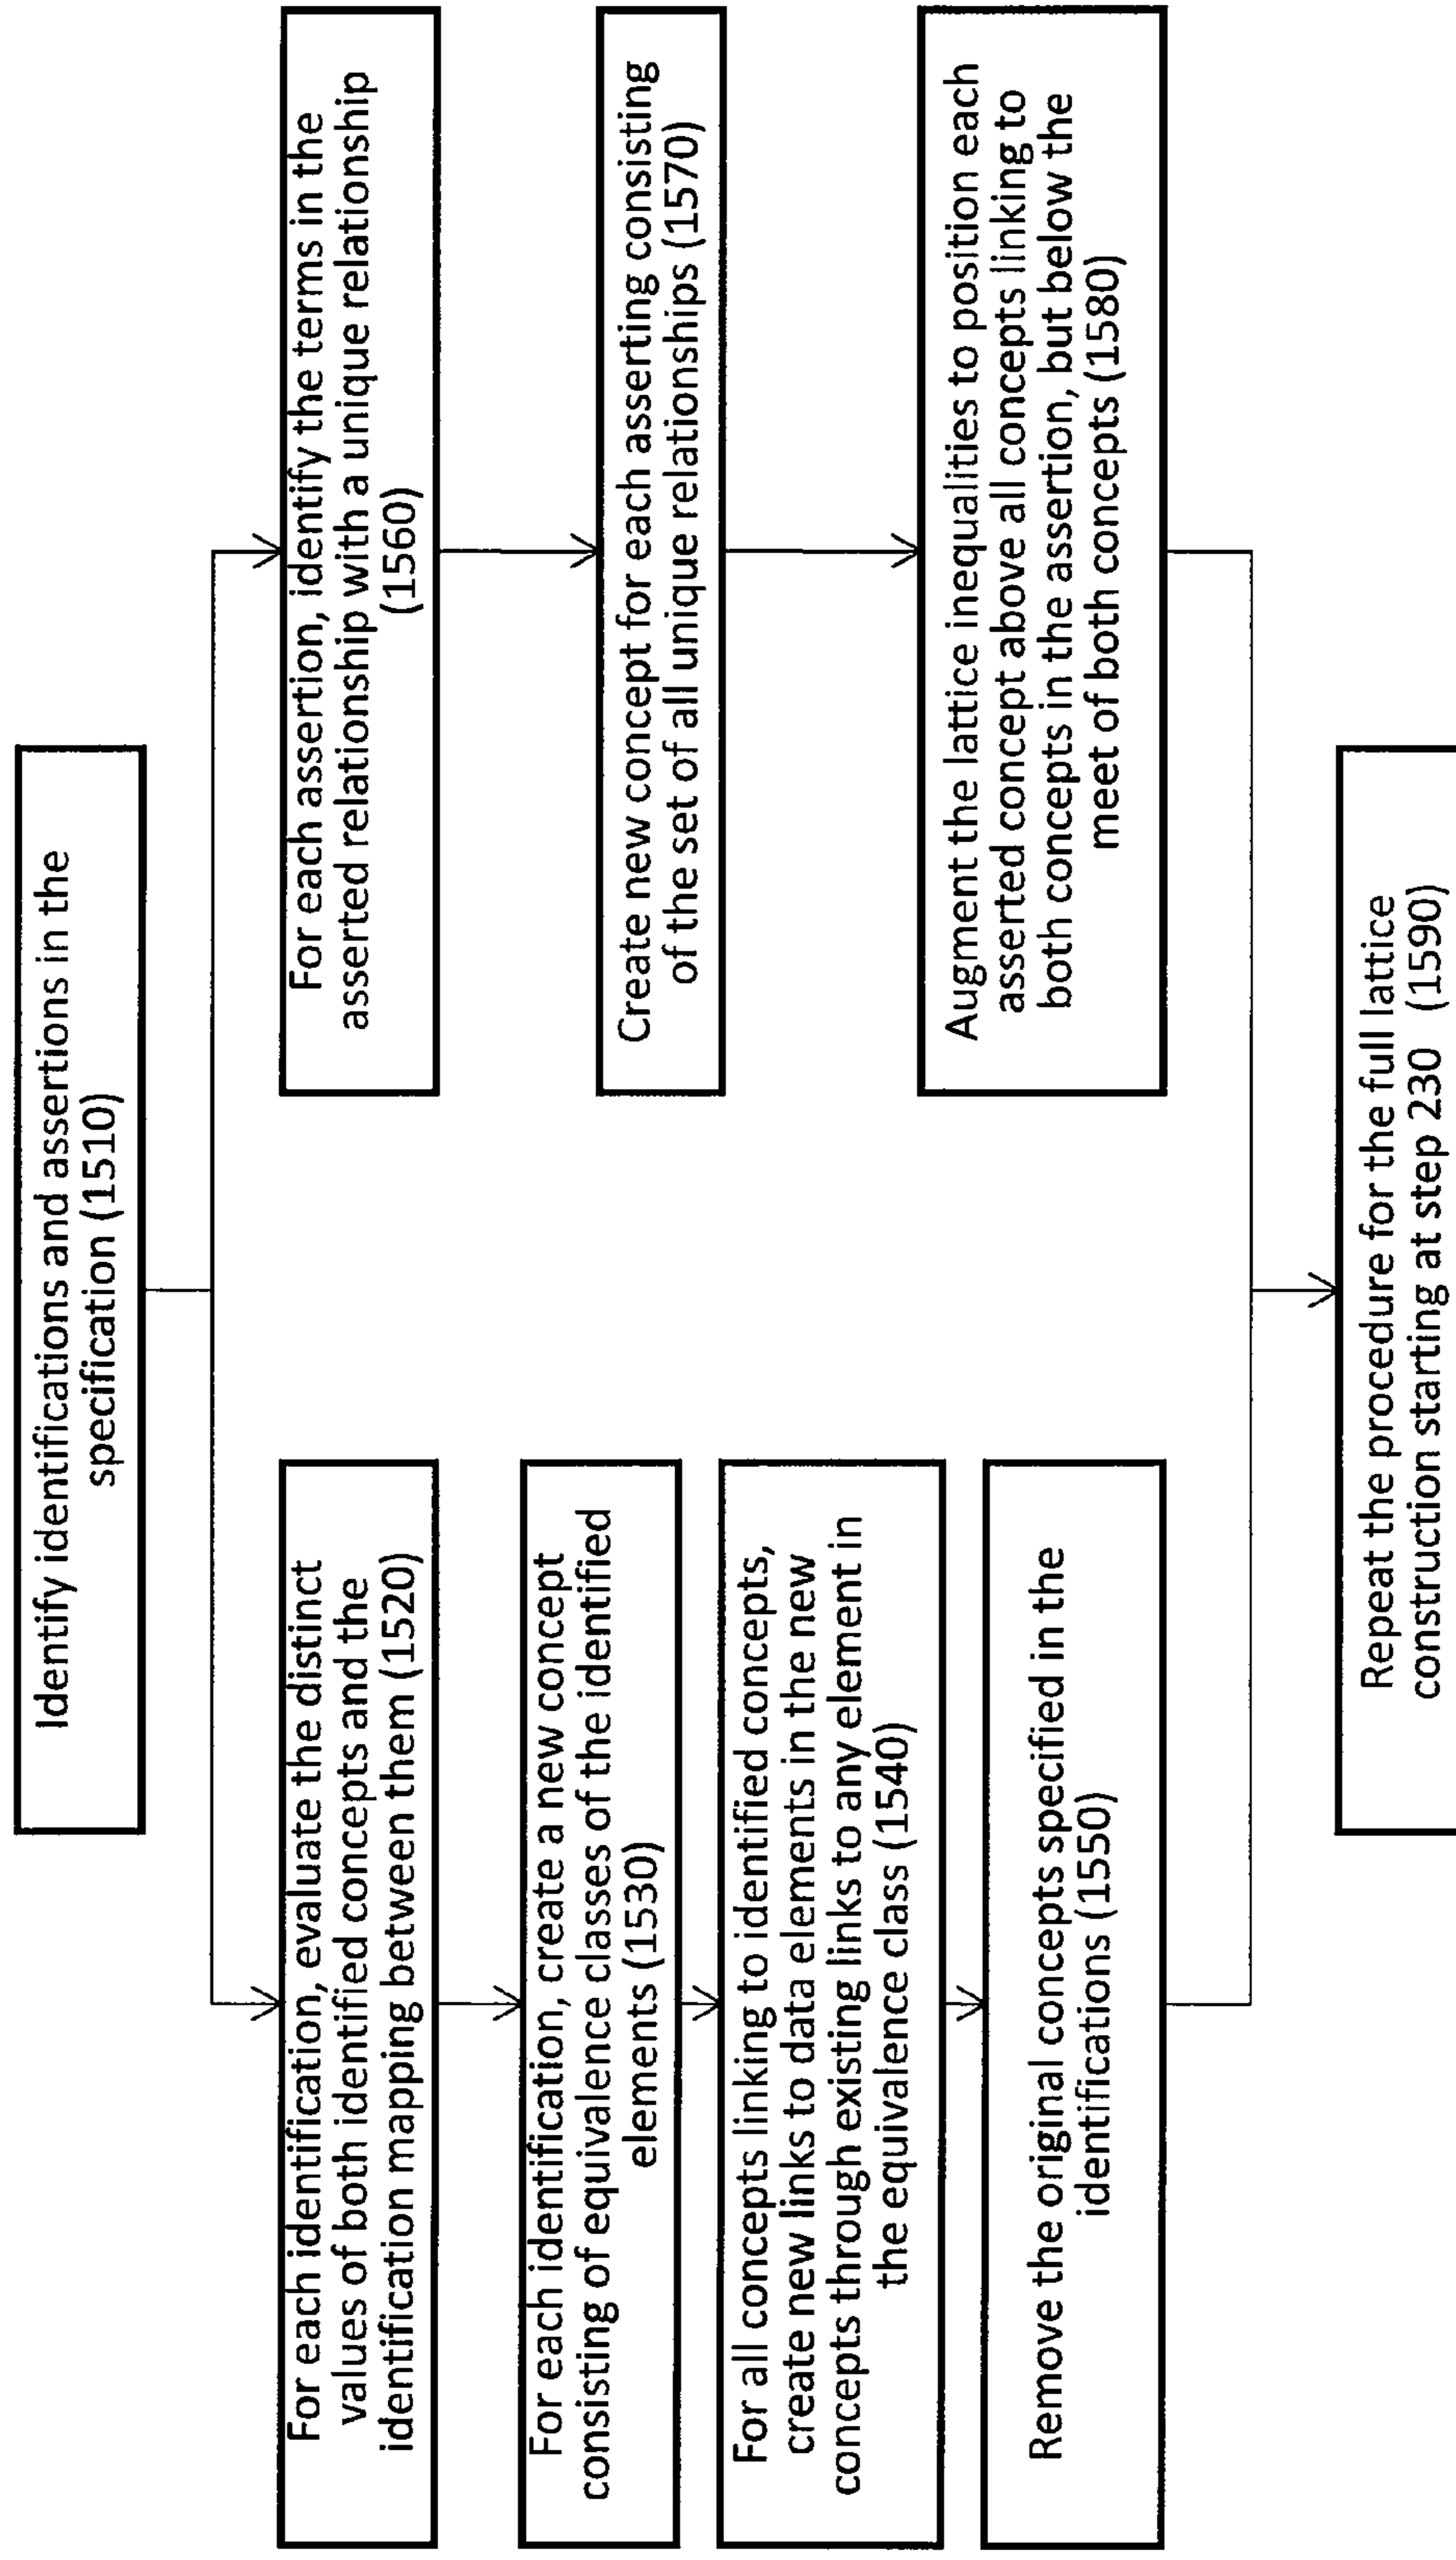 Identify identifications and assertions in the
specification (1510)
For each identification, evaluate the distinct
values of both identified concepts and the
identification mapping between them (1520)
For each identification, create a new concept
consisting of equivalence classes of the identified
elements (1530)
For all concepts linking to identified concepts,
create new links to data elements in the new
concepts through existing links to any element in
the equivalence class (1540)
Remove the original concepts specified in the
identifications (1550)
For each assertion, identify the terms in the
asserted relationship with a unique relationship
(1560)
Create new concept for each asserting consisting
of the set of all unique relationships (1570)
Augment the lattice inequalities to position each
asserted concept above all concepts linking to
both concepts in the assertion, but below the
meet of both concepts (1580)
Repeat the procedure for the full lattice
construction starting at step 230 (1590)